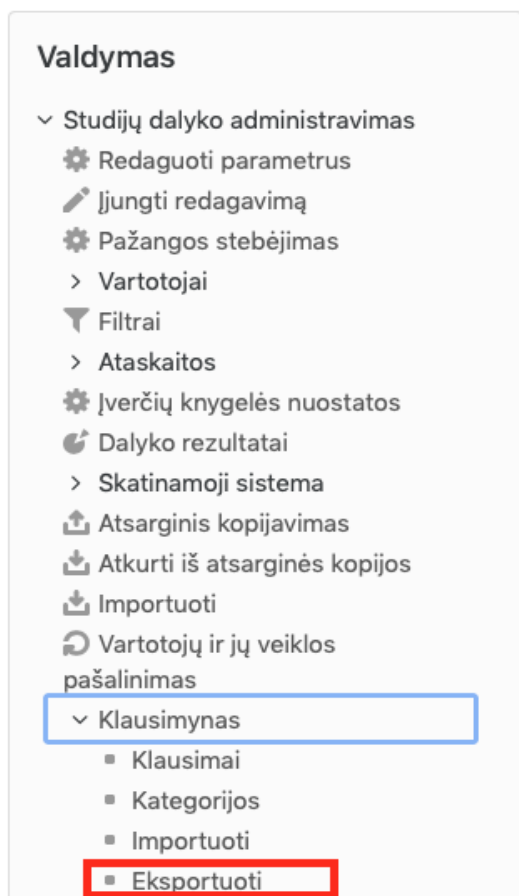 Valdymas
Studijų dalyko administravimas
Redaguoti parametrus
Įjungti redagavimą
Pažangos stebėjimas
Vartotojai
Filtrai
Ataskaitos
Įverčių knygelės nuostatos
Dalyko rezultatai
Skatinamoji sistema
Atsarginis kopijavimas
Atkurti iš atsarginės kopijos
Importuoti
Vartotojų ir jų veiklos
pašalinimas
Klausimynas
Klausimai
Kategorijos
Importuoti
Eksportuoti